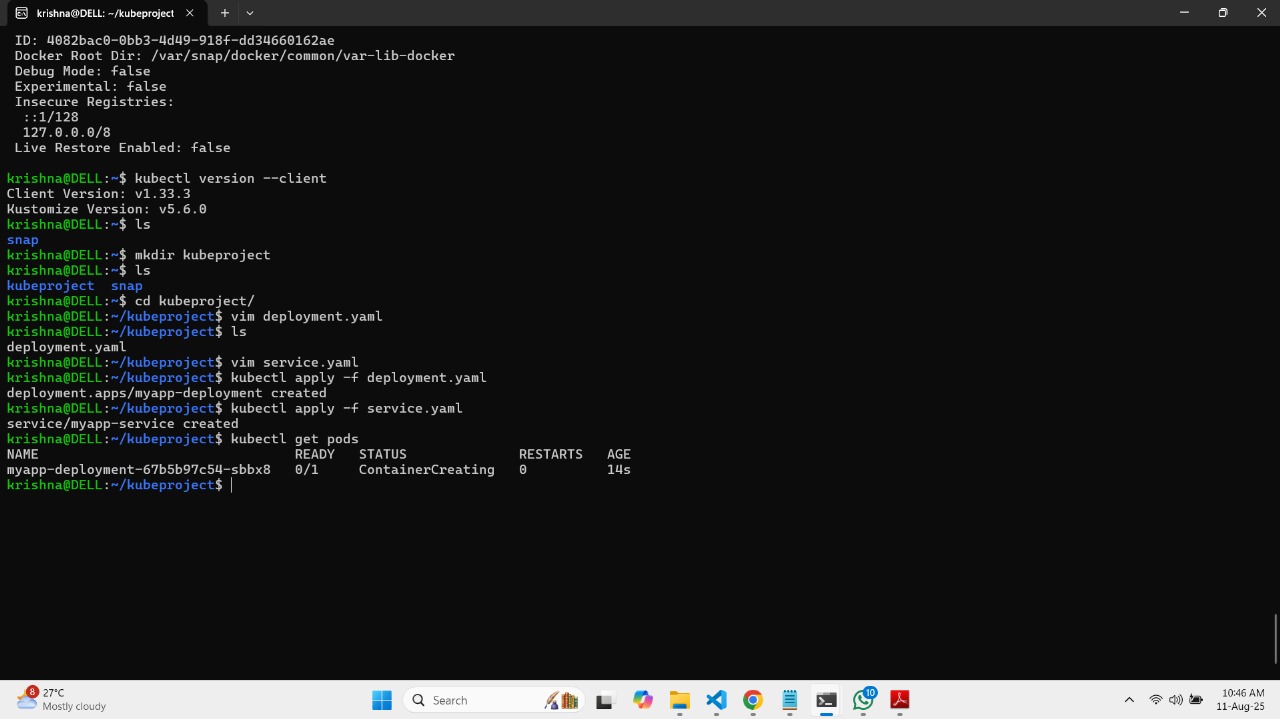 krishna@DELL: ~/kubeproject
ID: 4082bac0-0bb3-4d49-918f-dd34660162ae
Docker Root Dir: /var/snap/docker/common/var-lib-docker
Debug Mode: false
Experimental: false
Insecure Registries:
::1/128
127.0.0.0/8
Live Restore Enabled: false
krishna@DELL:~$ kubectl version --client
Client Version: v1.33.3
Kustomize Version: v5.6.0
krishna@DELL:~$ ls
snap
krishna@DELL:~$ mkdir kubeproject
krishna@DELL:~$ ls
kubeproject snap
krishna@DELL:~$ cd kubeproject/
krishna@DELL:~/kubeproject$ vim deployment.yaml
krishna@DELL:~/kubeproject$ ls
deployment.yaml
krishna@DELL:~/kubeproject$ vim service.yaml
krishna@DELL:~/kubeproject$ kubectl apply -f deployment.yaml
deployment.apps/myapp-deployment created
krishna@DELL:~/kubeproject$ kubectl apply -f service.yaml
service/myapp-service created
krishna@DELL:~/kubeproject$ kubectl get pods
NAME READY STATUS RESTARTS AGE
myapp-deployment-67b5b97c54-sbbx8 0/1 ContainerCreating 0 14s
krishna@DELL:~/kubeproject$
8
27°C
Mostly cloudy
Search
10
10:46 AM
11-Aug-25